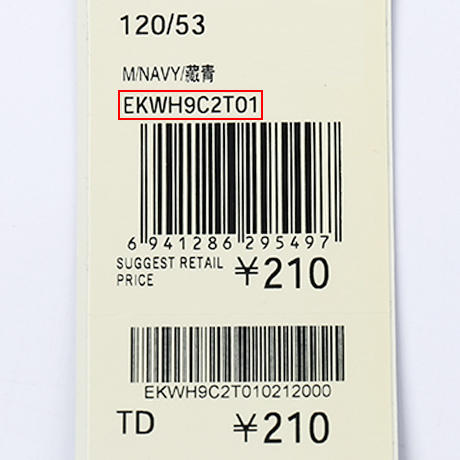 120/53
M/NAVY/藏青
EKWH9C2T01
6 941286 295497
SUGGEST RETAIL PRICE ¥210
EKWH9C2T010212000
TD ¥210